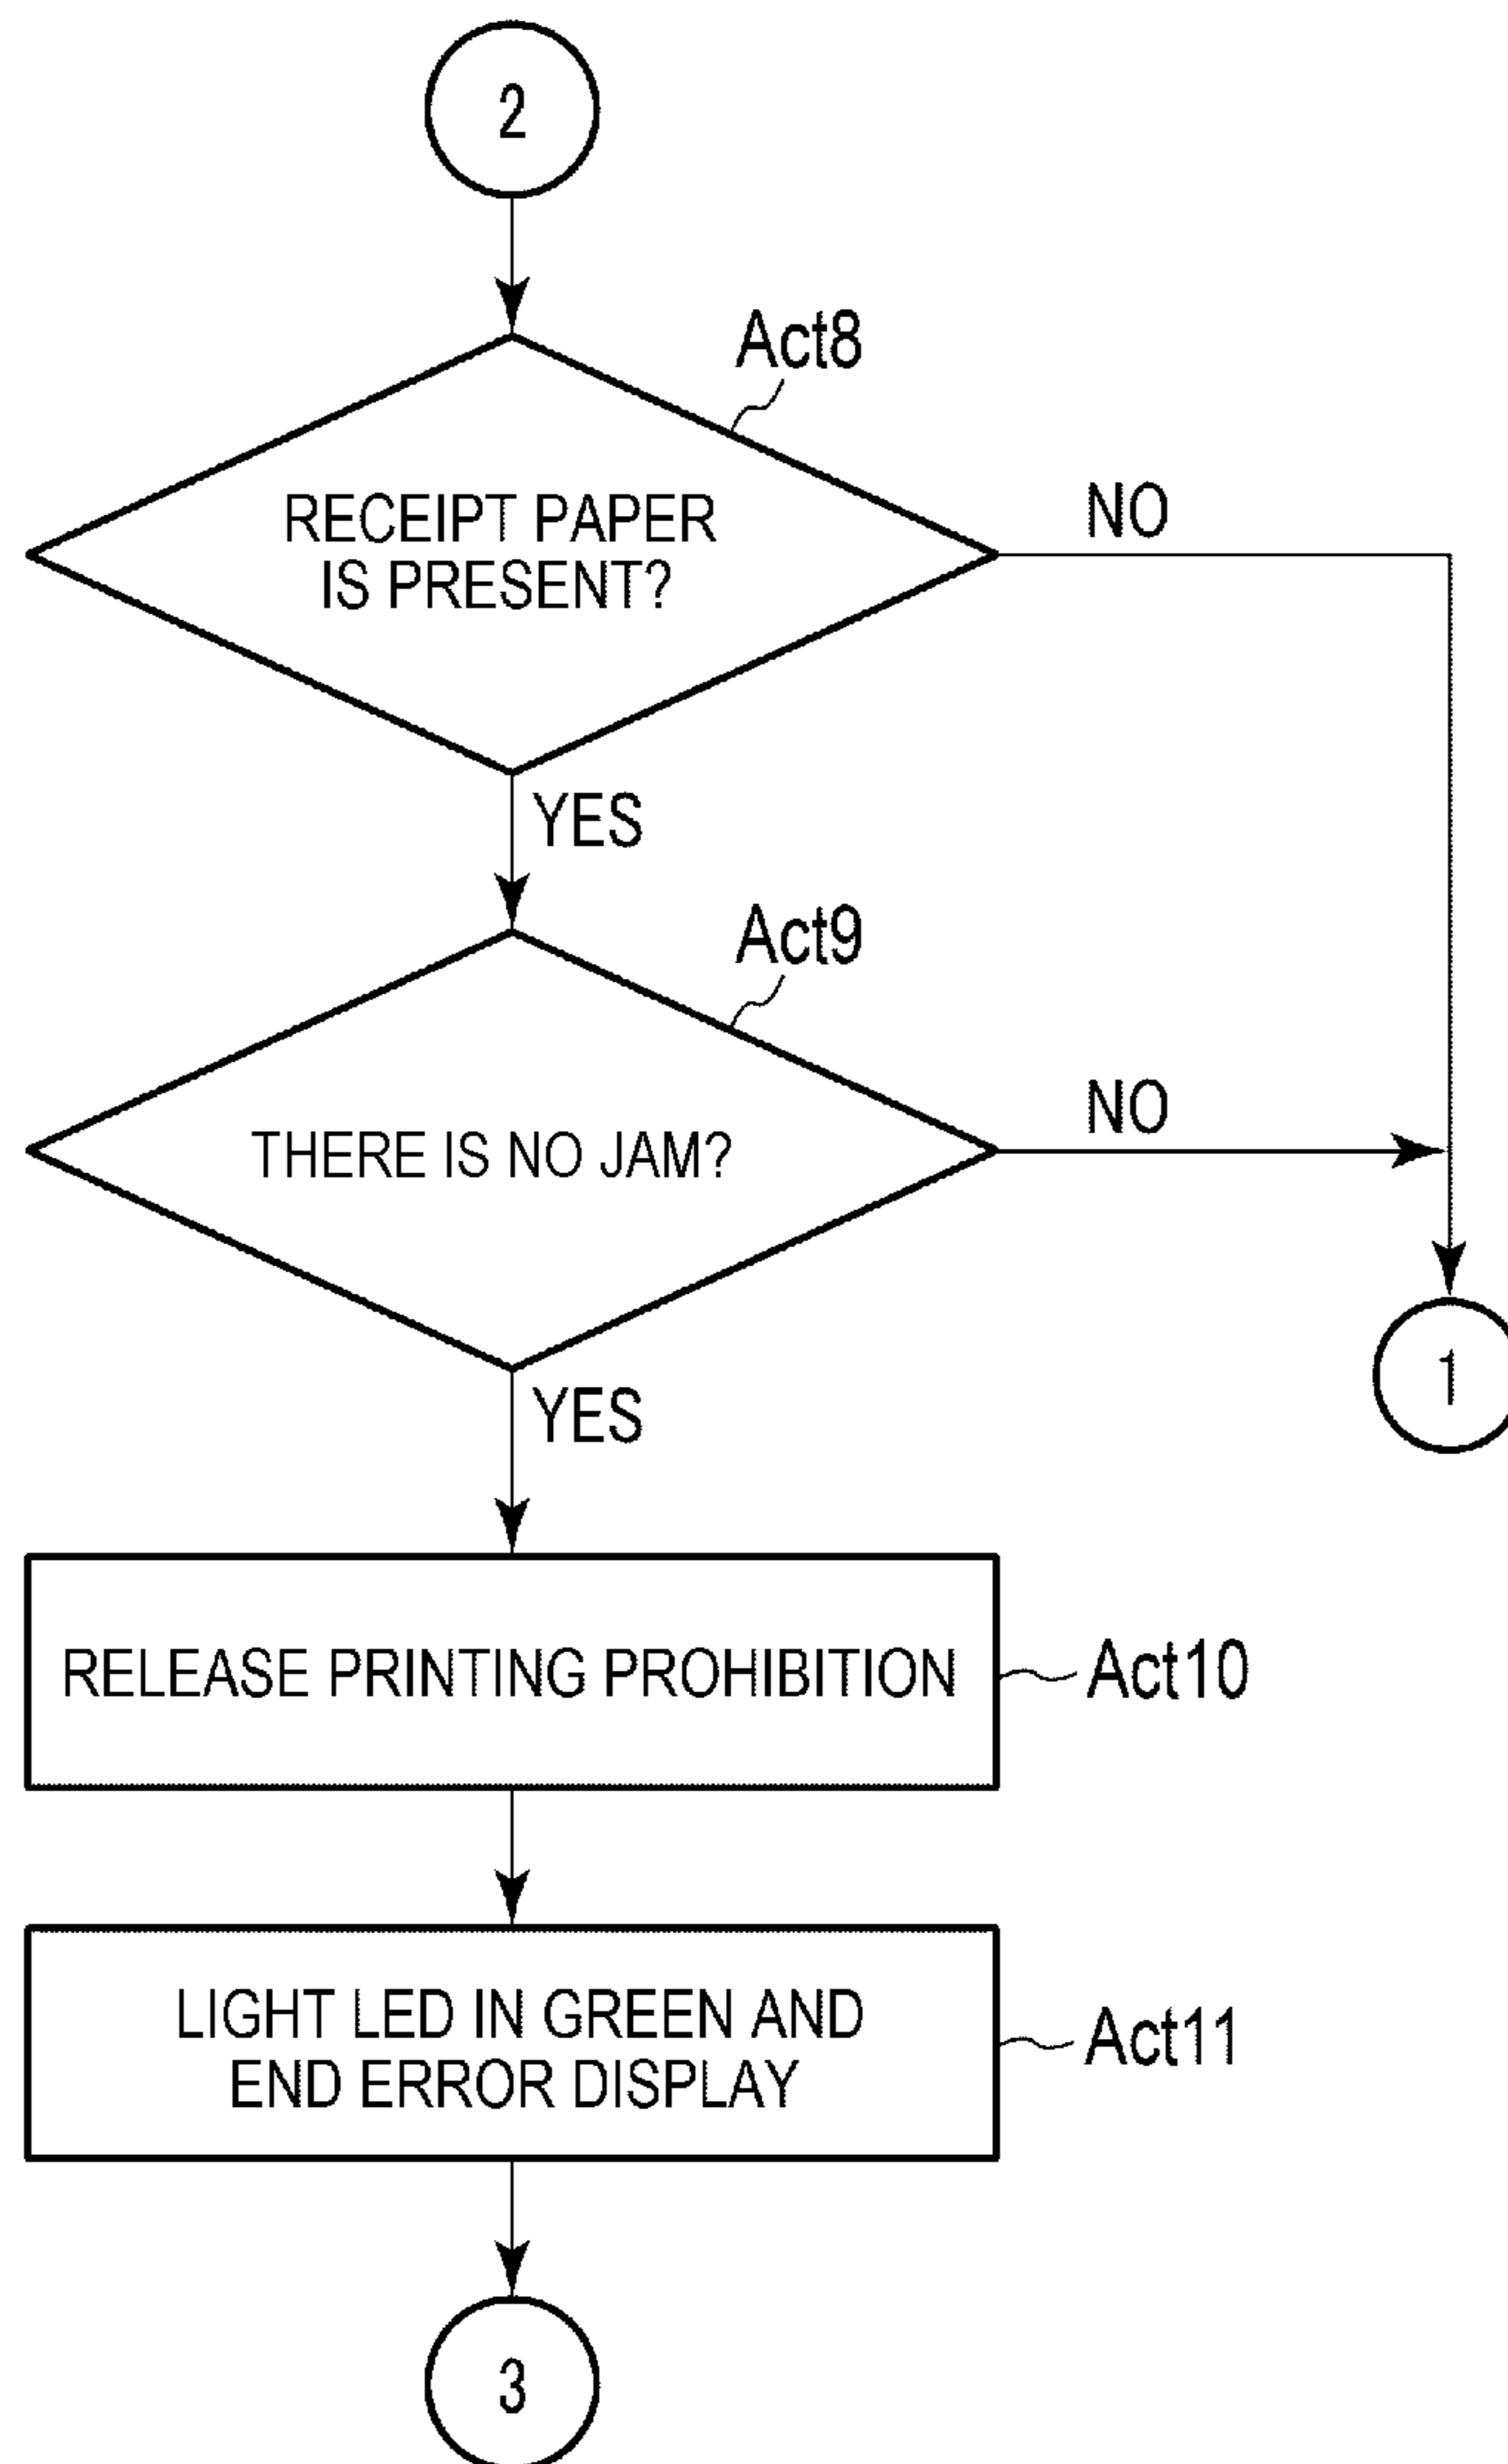 2
Act8
RECEIPT PAPER
IS PRESENT?
NO
YES
Act9
THERE IS NO JAM?
NO
YES
1
RELEASE PRINTING PROHIBITION
Act10
LIGHT LED IN GREEN AND
END ERROR DISPLAY
Act11
3